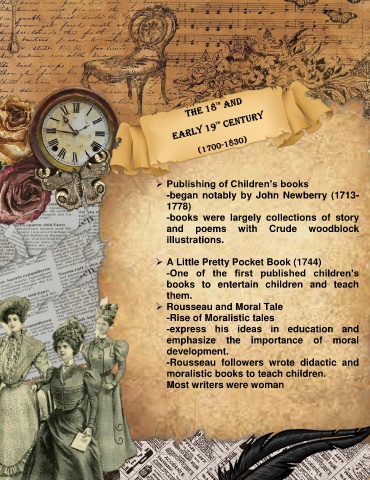 THE 18TH AND
EARLY 19TH CENTURY
(1700-1830)
➢ Publishing of Children's books
-began notably by John Newberry (1713-
1778)
-books were largely collections of story
and poems with Crude woodblock
illustrations.
➢ A Little Pretty Pocket Book (1744)
-One of the first published children's
books to entertain children and teach
them.
➢ Rousseau and Moral Tale
-Rise of Moralistic tales
-express his ideas in education and
emphasize the importance of moral
development.
-Rousseau followers wrote didactic and
moralistic books to teach children.
Most writers were woman